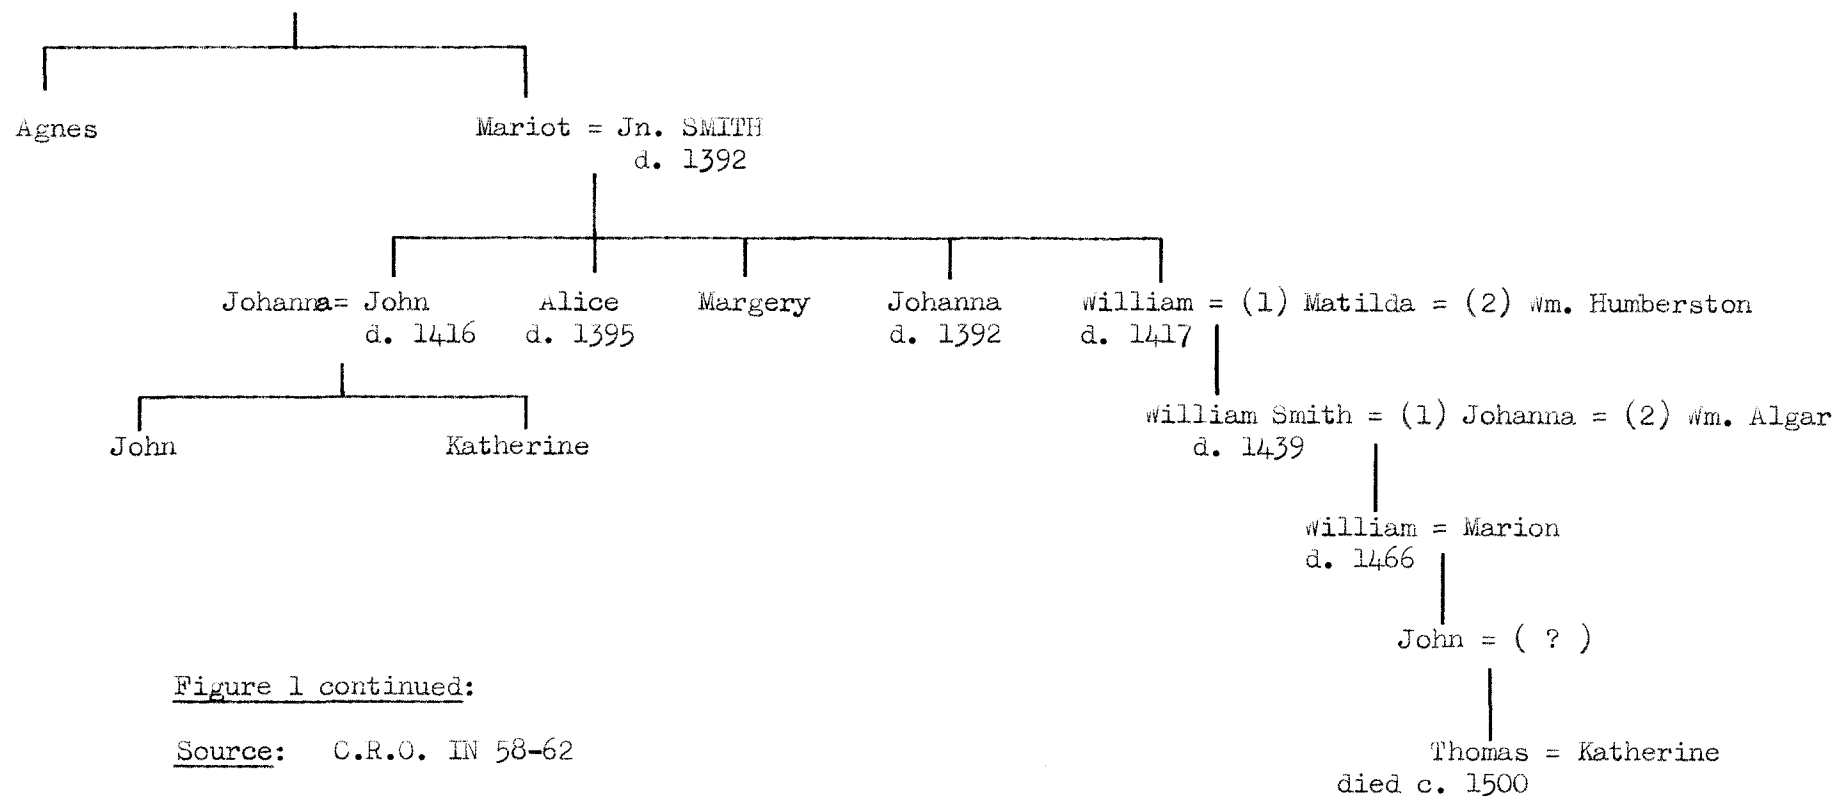 Agnes Mariot = Jn. SMITH
d. 1392
Johanna= John Alice Margery Johanna William = (1) Matilda = (2) Wm. Humberston
d. 1416 d. 1395 d. 1392 d. 1417
William Smith = (1) Johanna = (2) Wm. Algar
John Katherine d. 1439
William = Marion
d. 1466
John = ( ? )
Figure 1 continued:
Source: C.R.O. IN 58-62
Thomas = Katherine
died c. 1500